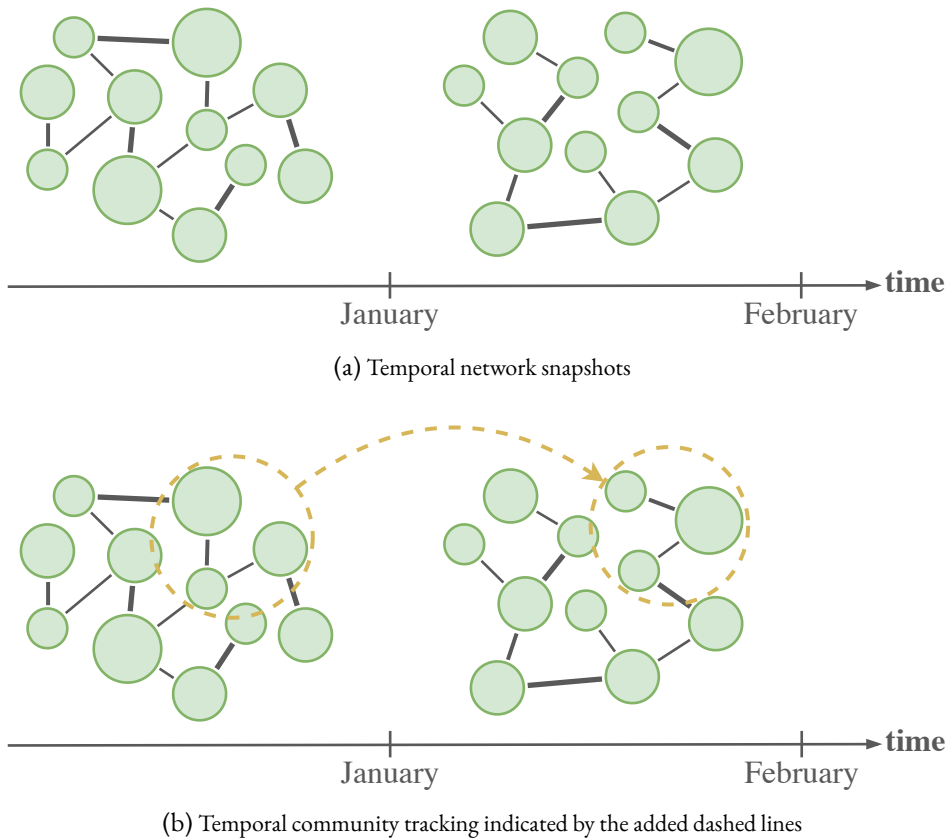 time
January
February
(a) Temporal network snapshots
time
January
February
(b) Temporal community tracking indicated by the added dashed lines